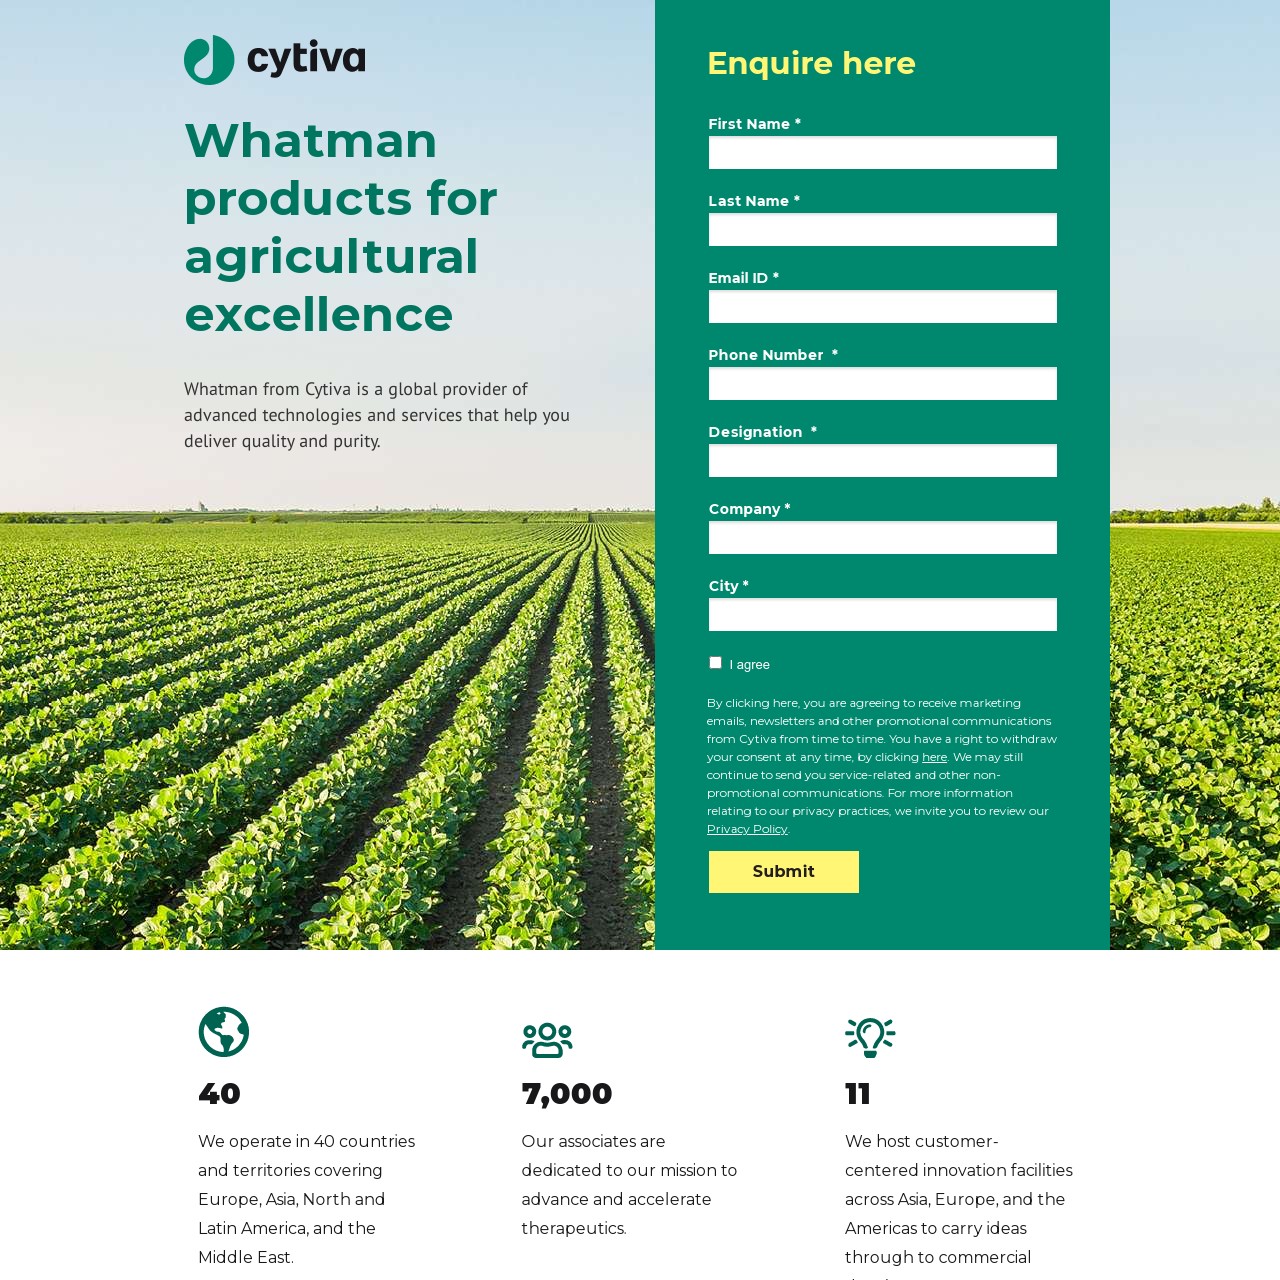 cytiva
Whatman
products for
agricultural
excellence
Whatman from Cytiva is a global provider of
advanced technologies and services that help you
deliver quality and purity.
Enquire here
First Name *
Last Name *
Email ID *
Phone Number  *
Designation  *
Company *
City *
I agree
By clicking here, you are agreeing to receive marketing
emails, newsletters and other promotional communications
from Cytiva from time to time. You have a right to withdraw
your consent at any time, by clicking here. We may still
continue to send you service-related and other non-
promotional communications. For more information
relating to our privacy practices, we invite you to review our
Privacy Policy.
Submit
40
We operate in 40 countries
and territories covering
Europe, Asia, North and
Latin America, and the
Middle East.
7,000
Our associates are
dedicated to our mission to
advance and accelerate
therapeutics.
11
We host customer-
centered innovation facilities
across Asia, Europe, and the
Americas to carry ideas
through to commercial